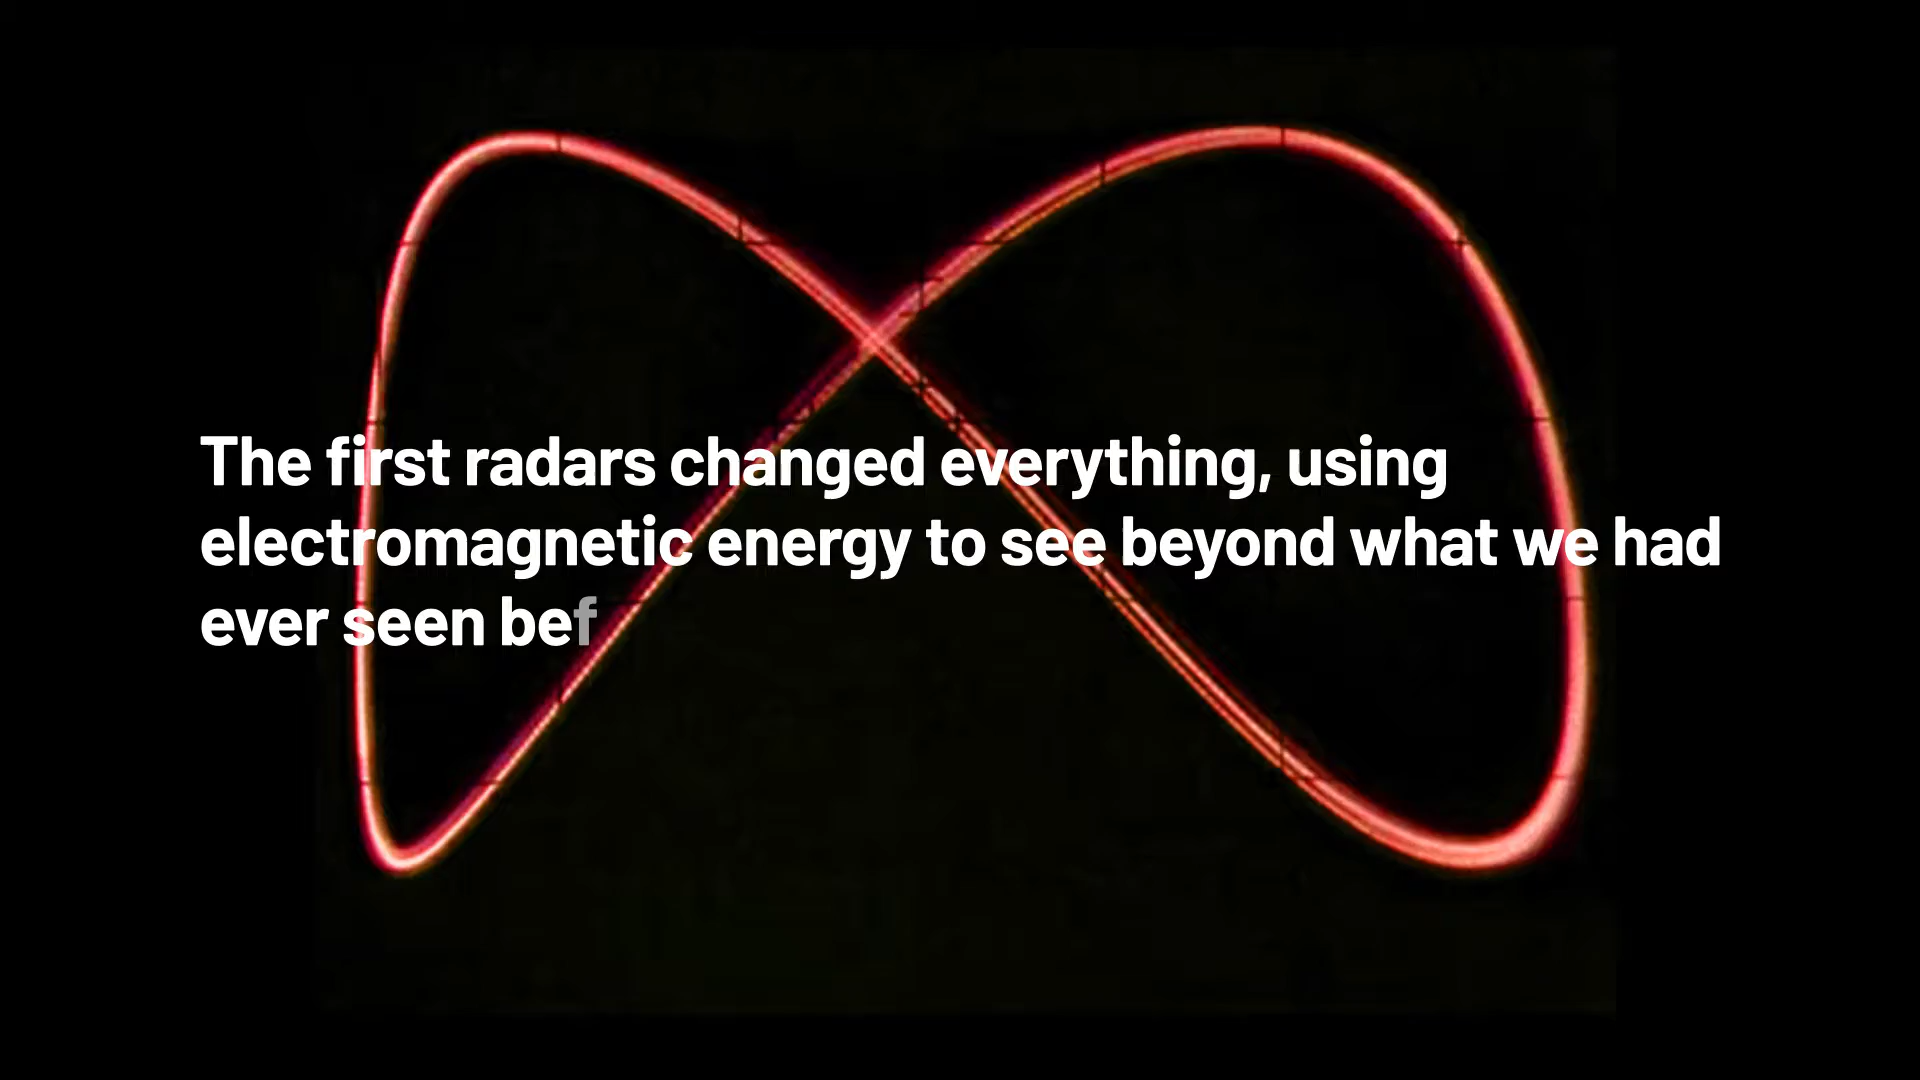 The first radars changed everything, using
electromagnetic energy to see beyond what we had
ever seen bef